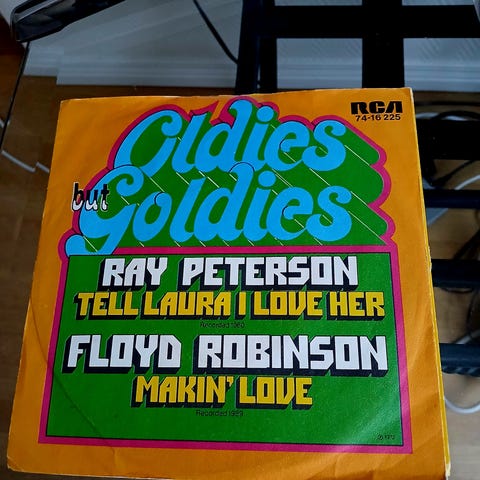 RCA
74-16 225
Oldies
but
Goldies
RAY PETERSON
TELL LAURA I LOVE HER
Recorded 1960
FLOYD ROBINSON
MAKIN' LOVE
Recorded 1959
℗ 1972